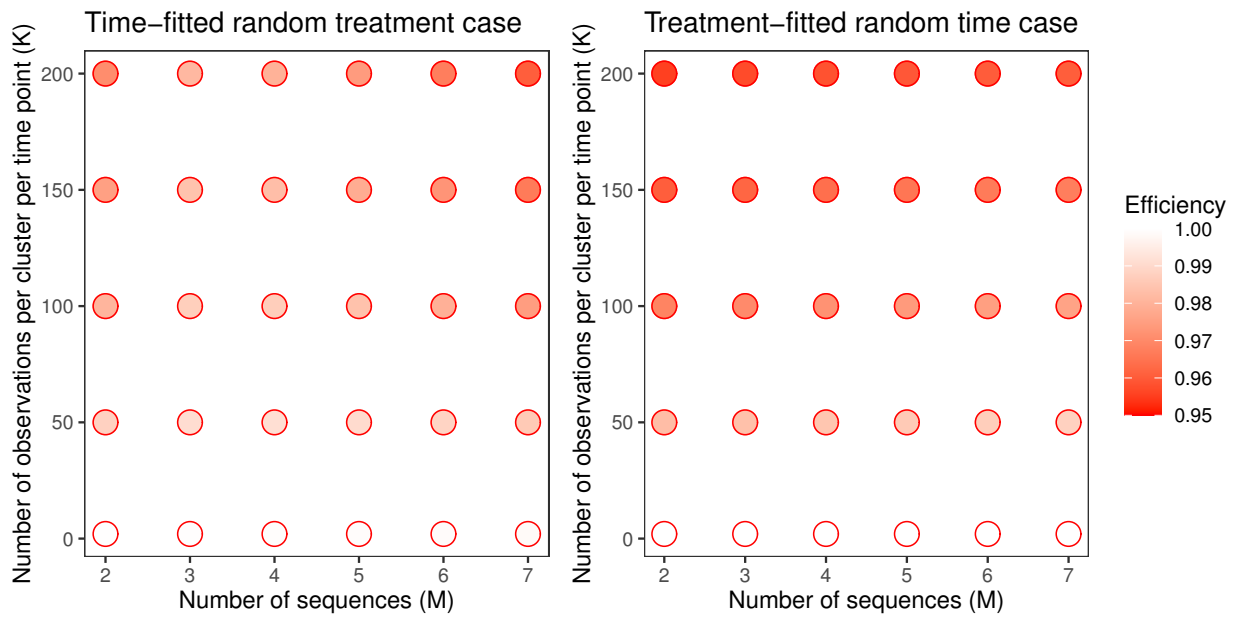 Time−fitted random treatment case
Number of observations per cluster per time point (K)
200
150
100
50
0
2 3 4 5 6 7
Number of sequences (M)
Treatment−fitted random time case
Number of observations per cluster per time point (K)
200
150
100
50
0
2 3 4 5 6 7
Number of sequences (M)
Efficiency
1.00
0.99
0.98
0.97
0.96
0.95